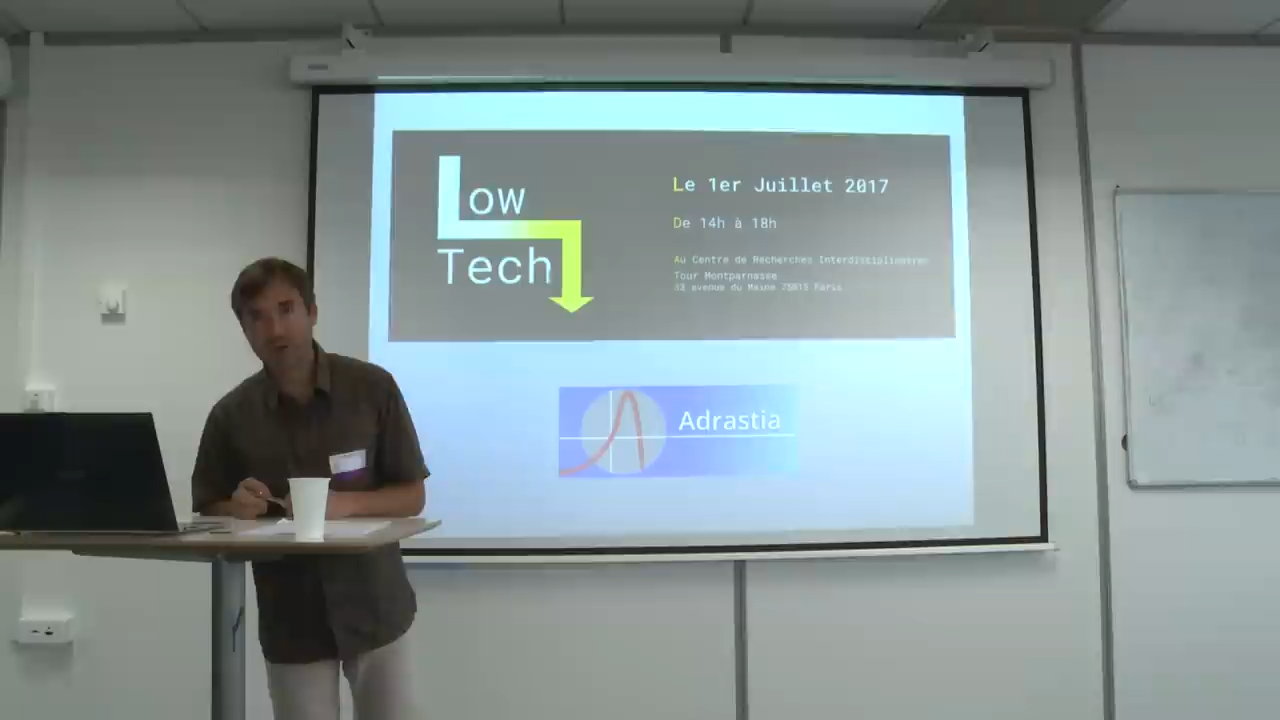 Low
Tech
Le 1er Juillet 2017
De 14h à 18h
Au Centre de Recherches Interdisciplinaires
Tour Montparnasse
33 avenue du Maine 75015 Paris
Adrastia